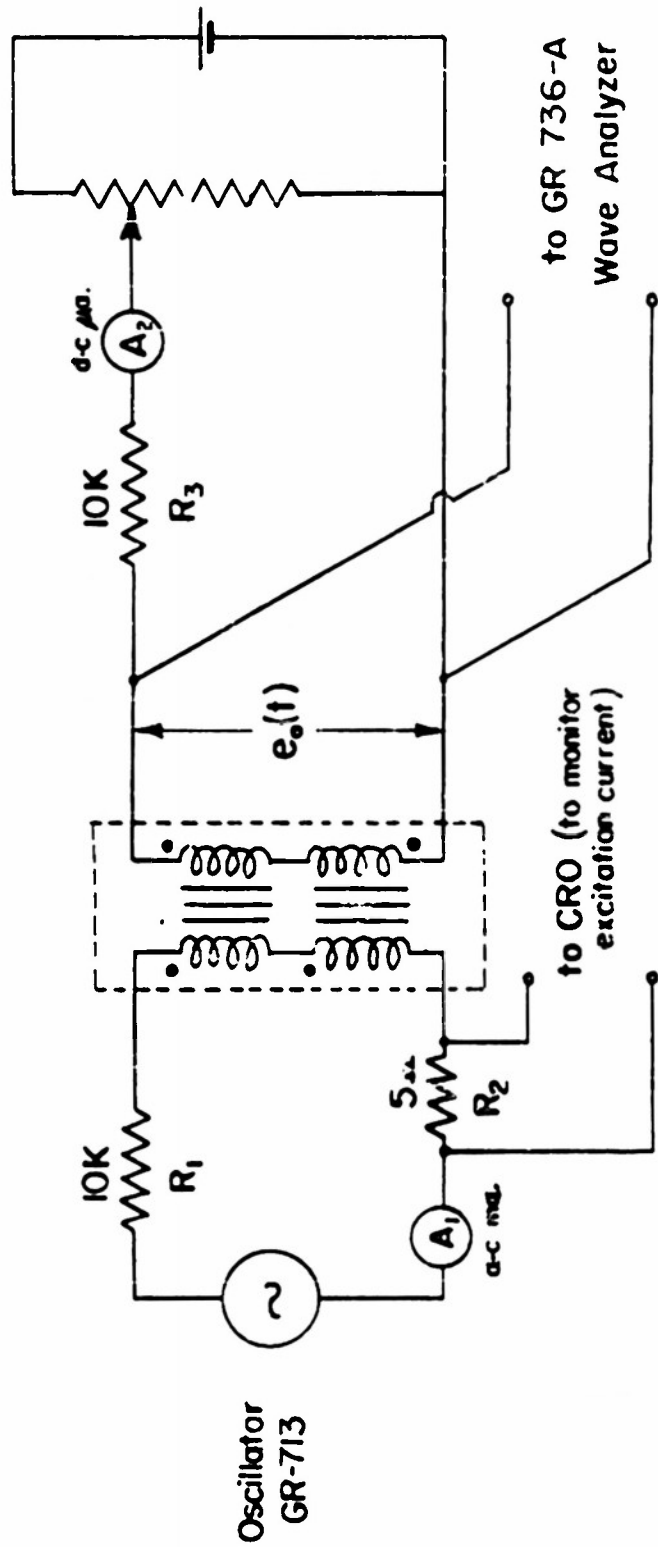 Oscillator
GR-713
10K
R₁
A₁
a-c ma.
5Ω
R₂
to CRO (to monitor
excitation current)
e₀(t)
10K
R₃
d-c μa.
A₂
to GR 736-A
Wave Analyzer